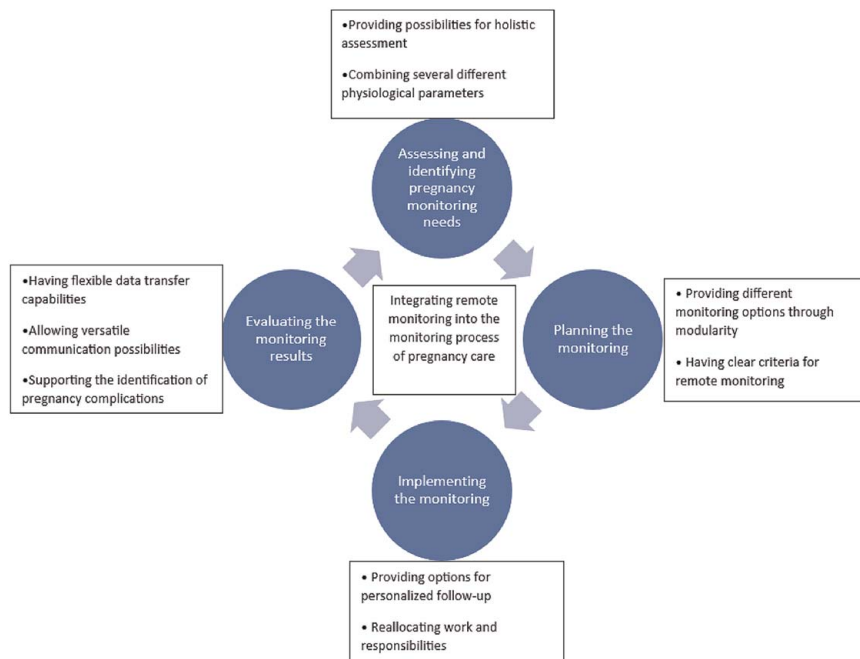 •Providing possibilities for holistic
assessment
•Combining several different
physiological parameters
Assessing and
identifying
pregnancy
monitoring
needs
•Having flexible data transfer
capabilities
•Allowing versatile
communication possibilities
•Supporting the identification of
pregnancy complications
Evaluating the
monitoring
results
Integrating remote
monitoring into the
monitoring process
of pregnancy care
Planning the
monitoring
• Providing different
monitoring options through
modularity
• Having clear criteria for
remote monitoring
Implementing
the monitoring
• Providing options for
personalized follow-up
• Reallocating work and
responsibilities